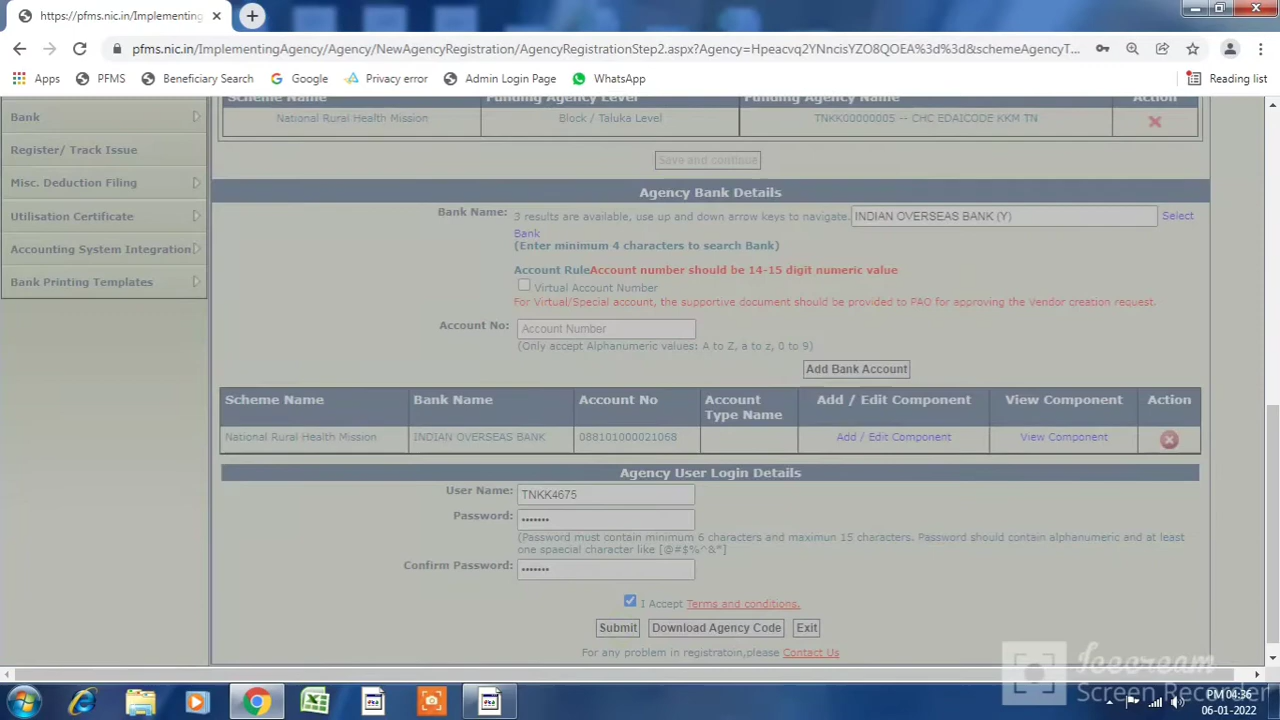 https://pfms.nic.in/Implementing
pfms.nic.in/ImplementingAgency/Agency/NewAgencyRegistration/AgencyRegistrationStep2.aspx?Agency=Hpeacvq2YNncisYZO8QOEA%3d%3d&schemeAgencyT...
Apps PFMS Beneficiary Search Google Privacy error Admin Login Page WhatsApp Reading list
Scheme Name Funding Agency Level Funding Agency Name Action
National Rural Health Mission Block / Taluka Level TNKK00000005 -- CHC EDAICODE KKM TN
Bank
Register/ Track Issue
Misc. Deduction Filing
Utilisation Certificate
Accounting System Integration
Bank Printing Templates
Save and continue
Agency Bank Details
Bank Name: 3 results are available, use up and down arrow keys to navigate. INDIAN OVERSEAS BANK (Y) Select
Bank
(Enter minimum 4 characters to search Bank)
Account RuleAccount number should be 14-15 digit numeric value
Virtual Account Number
For Virtual/Special account, the supportive document should be provided to PAO for approving the Vendor creation request.
Account No: Account Number
(Only accept Alphanumeric values: A to Z, a to z, 0 to 9)
Add Bank Account
Scheme Name Bank Name Account No Account Type Name Add / Edit Component View Component Action
National Rural Health Mission INDIAN OVERSEAS BANK 088101000021068 Add / Edit Component View Component
Agency User Login Details
User Name: TNKK4675
Password: •••••••
(Password must contain minimum 6 characters and maximun 15 characters. Password should contain alphanumeric and at least
one spaecial character like [@#$%^&*]
Confirm Password: •••••••
I Accept Terms and conditions.
Submit Download Agency Code Exit
For any problem in registratoin,please Contact Us
Icecream
Screen Recorder
PM 04:36
06-01-2022